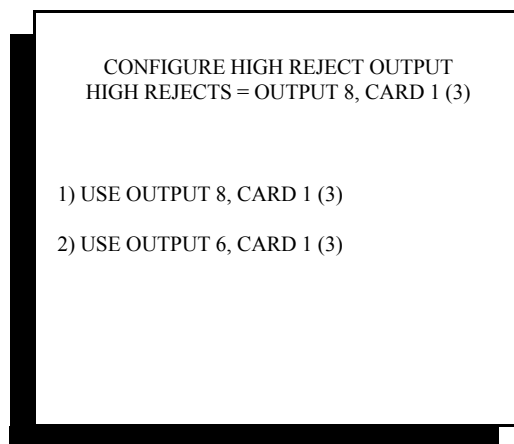 CONFIGURE HIGH REJECT OUTPUT
HIGH REJECTS = OUTPUT 8, CARD 1 (3)
1) USE OUTPUT 8, CARD 1 (3)
2) USE OUTPUT 6, CARD 1 (3)